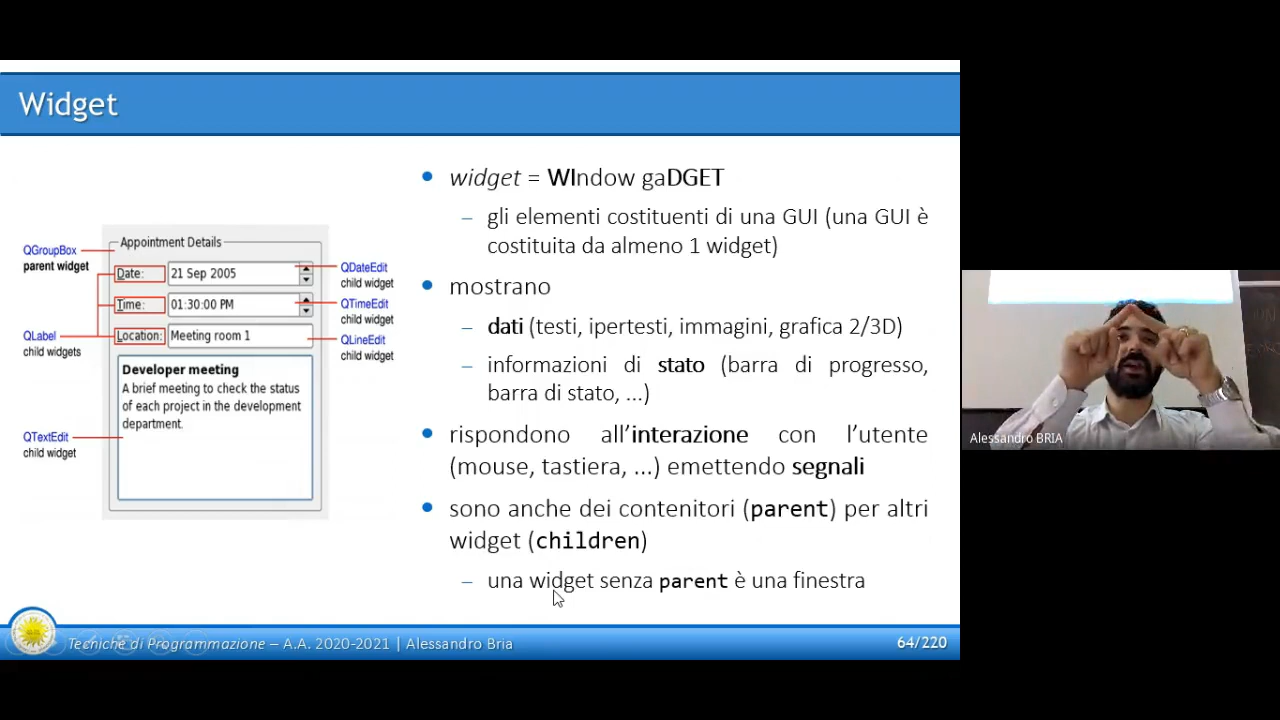 Widget
Appointment Details
QGroupBox
parent widget
Date:
21 Sep 2005
QDateEdit
child widget
Time:
01:30:00 PM
QTimeEdit
child widget
QLabel
child widgets
Location:
Meeting room 1
QLineEdit
child widget
Developer meeting
A brief meeting to check the status
of each project in the development
department.
QTextEdit
child widget
widget = WIndow gaDGET
– gli elementi costituenti di una GUI (una GUI è
costituita da almeno 1 widget)
mostrano
– dati (testi, ipertesti, immagini, grafica 2/3D)
– informazioni di stato (barra di progresso,
barra di stato, ...)
rispondono all'interazione con l'utente
(mouse, tastiera, ...) emettendo segnali
sono anche dei contenitori (parent) per altri
widget (children)
– una widget senza parent è una finestra
Tecniche di Programmazione – A.A. 2020-2021 | Alessandro Bria
64/220
Alessandro BRIA